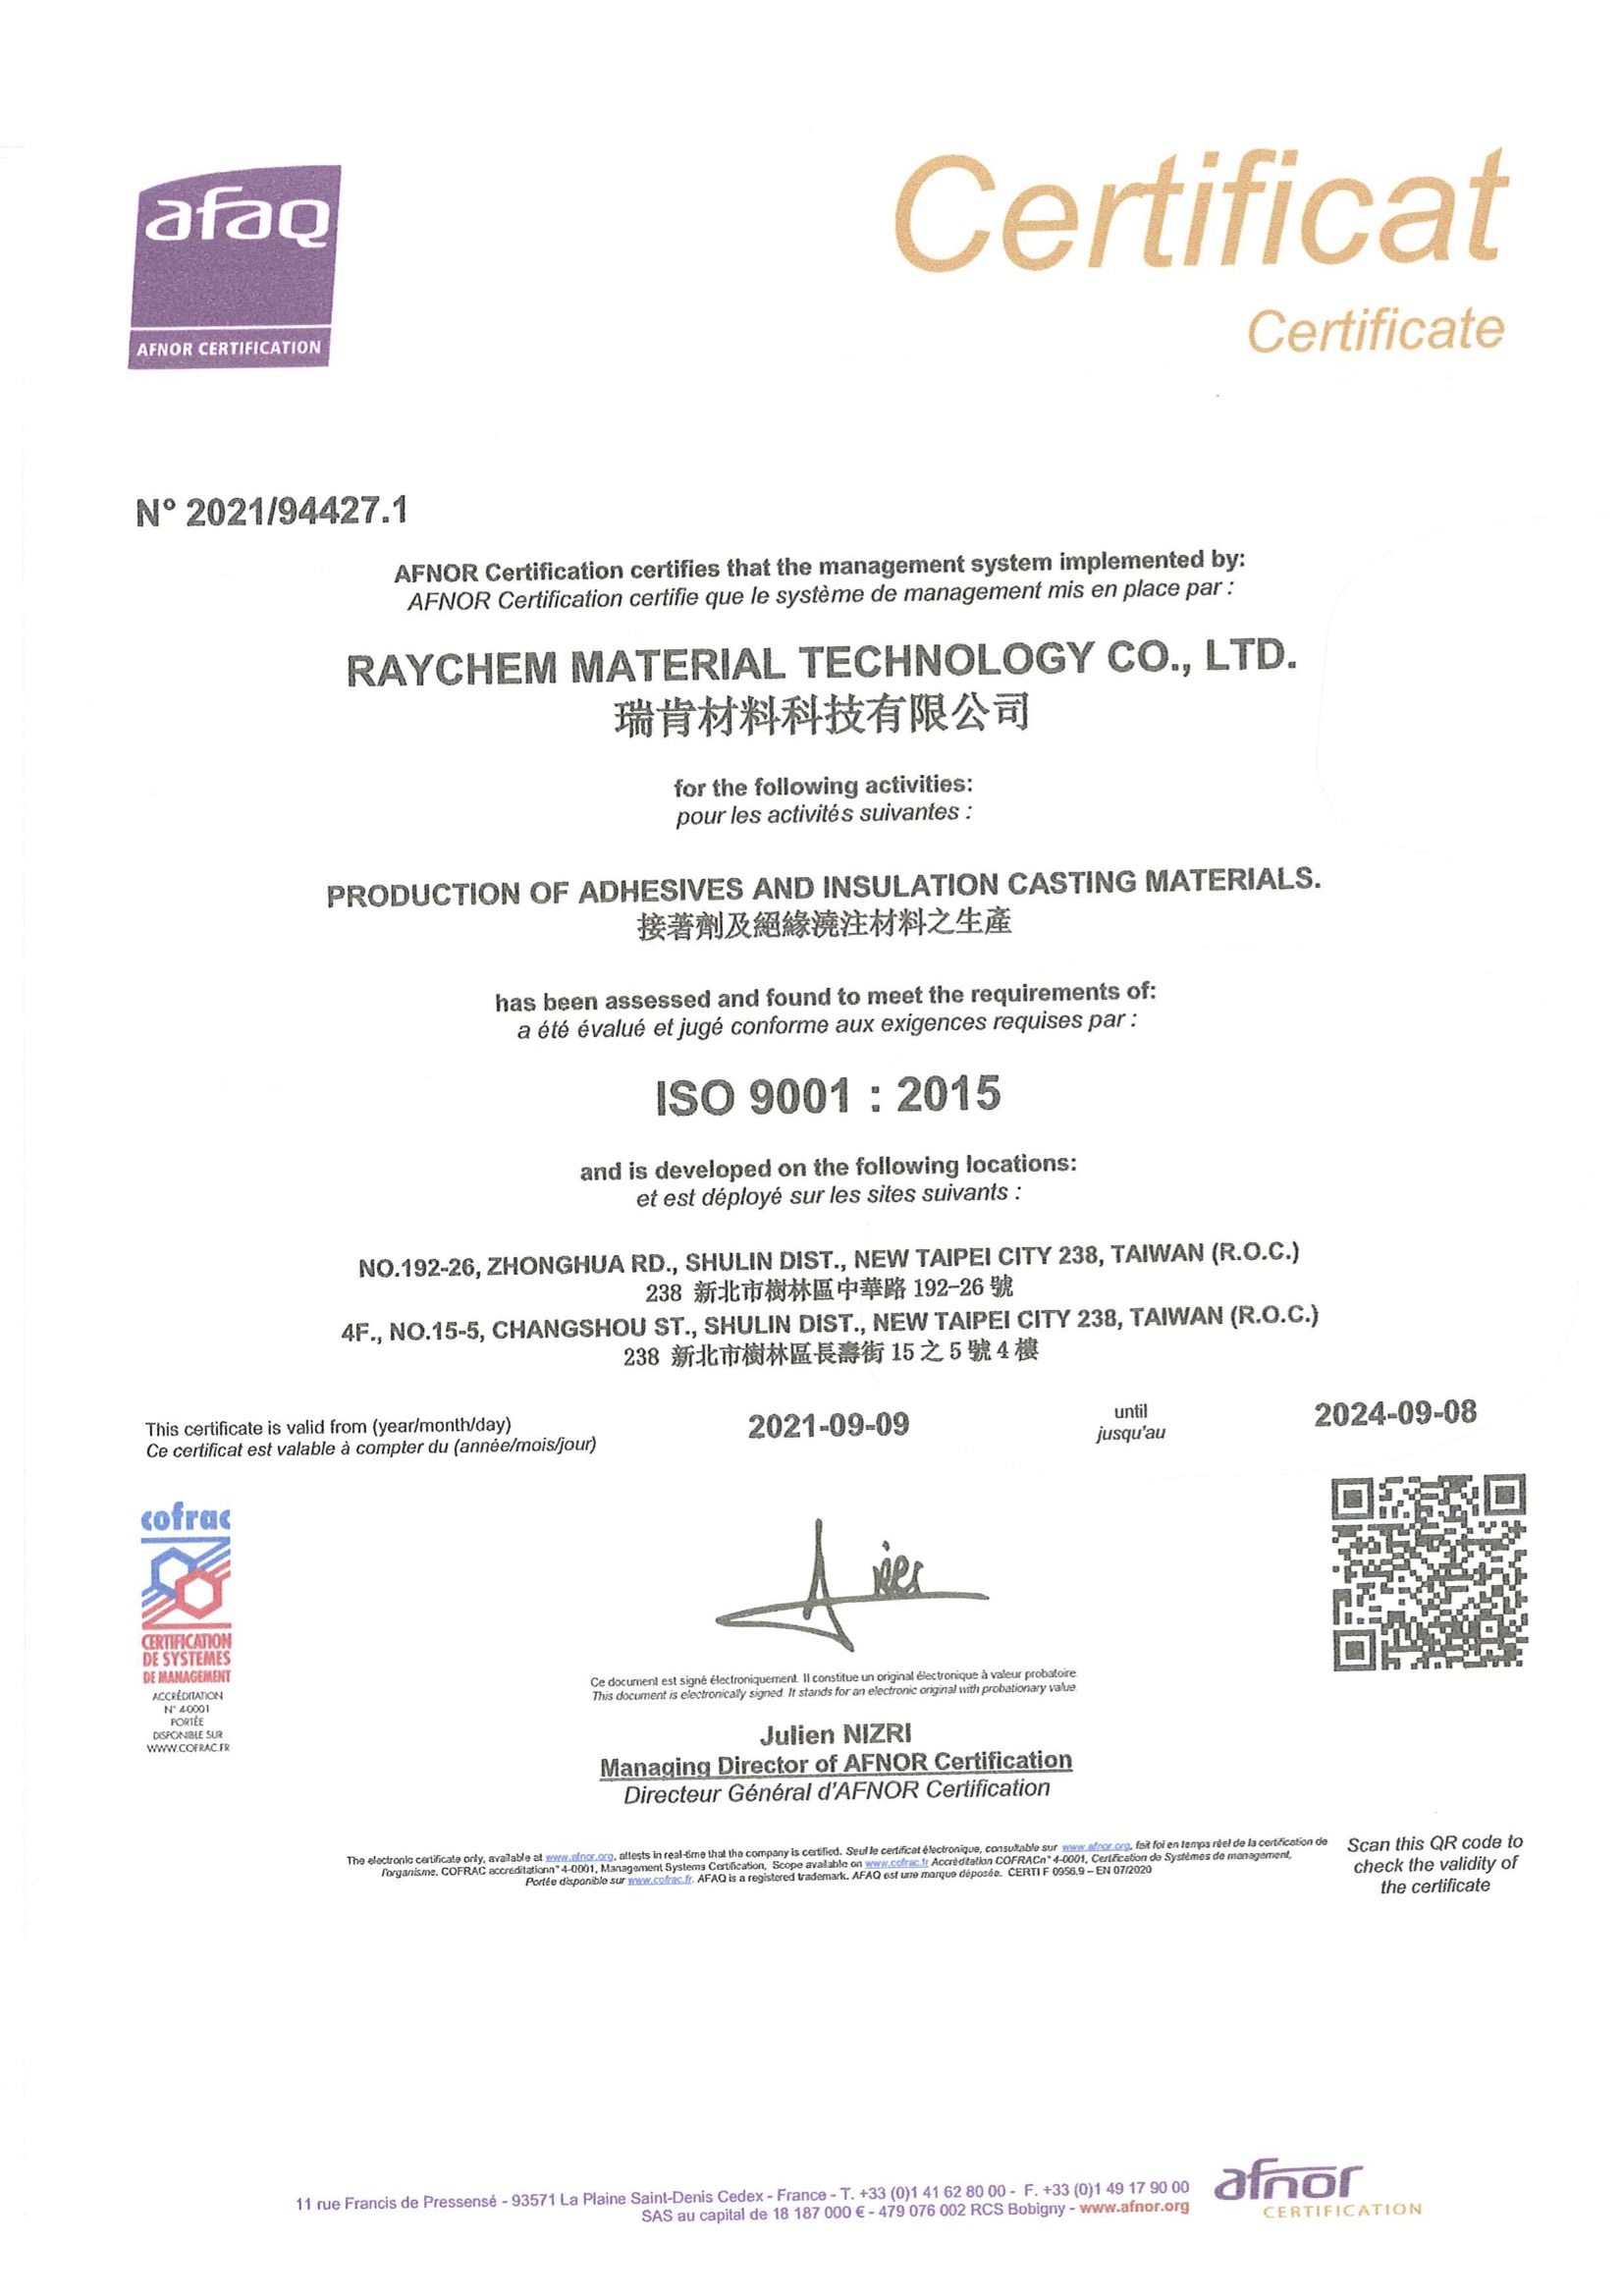 afaq
AFNOR CERTIFICATION
Certificat
Certificate
N° 2021/94427.1
AFNOR Certification certifies that the management system implemented by:
AFNOR Certification certifie que le système de management mis en place par :
RAYCHEM MATERIAL TECHNOLOGY CO., LTD.
瑞肯材料科技有限公司
for the following activities:
pour les activités suivantes :
PRODUCTION OF ADHESIVES AND INSULATION CASTING MATERIALS.
接著劑及絕緣澆注材料之生產
has been assessed and found to meet the requirements of:
a été évalué et jugé conforme aux exigences requises par :
ISO 9001 : 2015
and is developed on the following locations:
et est déployé sur les sites suivants :
NO.192-26, ZHONGHUA RD., SHULIN DIST., NEW TAIPEI CITY 238, TAIWAN (R.O.C.)
238 新北市樹林區中華路 192-26 號
4F., NO.15-5, CHANGSHOU ST., SHULIN DIST., NEW TAIPEI CITY 238, TAIWAN (R.O.C.)
238 新北市樹林區長壽街 15 之 5 號 4 樓
This certificate is valid from (year/month/day)
Ce certificat est valable à compter du (année/mois/jour)
2021-09-09
until
jusqu'au
2024-09-08
cofrac
CERTIFICATION
DE SYSTEMES
DE MANAGEMENT
ACCRÉDITATION
N° 4-0001
PORTÉE
DISPONIBLE SUR
WWW.COFRAC.FR
Ce document est signé électroniquement. Il constitue un original électronique à valeur probatoire.
This document is electronically signed. It stands for an electronic original with probationary value.
Julien NIZRI
Managing Director of AFNOR Certification
Directeur Général d'AFNOR Certification
The electronic certificate only, available at www.afnor.org, attests in real-time that the company is certified. Seul le certificat électronique, consultable sur www.afnor.org, fait foi en temps réel de la certification de
l'organisme. COFRAC accreditationn° 4-0001, Management Systems Certification, Scope available on www.cofrac.fr Accréditation COFRACn° 4-0001, Certification de Systèmes de management,
Portée disponible sur www.cofrac.fr. AFAQ is a registered trademark. AFAQ est une marque déposée. CERTI F 0956.9 – EN 07/2020
Scan this QR code to
check the validity of
the certificate
11 rue Francis de Pressensé - 93571 La Plaine Saint-Denis Cedex - France - T. +33 (0)1 41 62 80 00 - F. +33 (0)1 49 17 90 00
SAS au capital de 18 187 000 € - 479 076 002 RCS Bobigny - www.afnor.org
afnor
CERTIFICATION